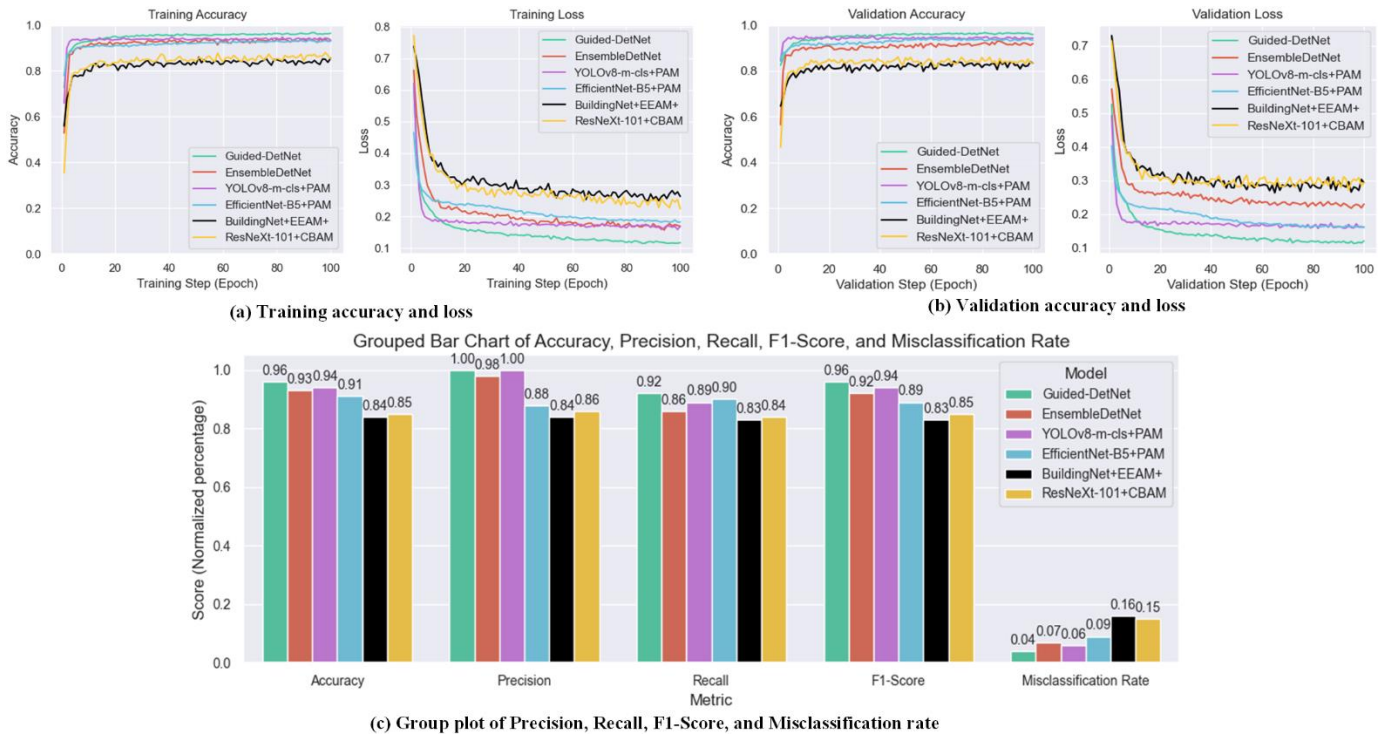 Training Accuracy
1.0
0.8
0.6
0.4
0.2
0.0
Accuracy
0 20 40 60 80 100
Training Step (Epoch)
Guided-DetNet
EnsembleDetNet
YOLOv8-m-cls+PAM
EfficientNet-B5+PAM
BuildingNet+EEAM+
ResNeXt-101+CBAM
Training Loss
0.8
0.7
0.6
0.5
0.4
0.3
0.2
0.1
Loss
0 20 40 60 80 100
Training Step (Epoch)
Guided-DetNet
EnsembleDetNet
YOLOv8-m-cls+PAM
EfficientNet-B5+PAM
BuildingNet+EEAM+
ResNeXt-101+CBAM
(a) Training accuracy and loss
Validation Accuracy
1.0
0.8
0.6
0.4
0.2
0.0
Accuracy
0 20 40 60 80 100
Validation Step (Epoch)
Guided-DetNet
EnsembleDetNet
YOLOv8-m-cls+PAM
EfficientNet-B5+PAM
BuildingNet+EEAM+
ResNeXt-101+CBAM
Validation Loss
0.7
0.6
0.5
0.4
0.3
0.2
0.1
Loss
0 20 40 60 80 100
Validation Step (Epoch)
Guided-DetNet
EnsembleDetNet
YOLOv8-m-cls+PAM
EfficientNet-B5+PAM
BuildingNet+EEAM+
ResNeXt-101+CBAM
(b) Validation accuracy and loss
Grouped Bar Chart of Accuracy, Precision, Recall, F1-Score, and Misclassification Rate
1.0
0.8
0.6
0.4
0.2
0.0
Score (Normalized percentage)
0.96 0.93 0.94 0.91 0.84 0.85
1.00 0.98 1.00 0.88 0.84 0.86
0.92 0.86 0.89 0.90 0.83 0.84
0.96 0.92 0.94 0.89 0.83 0.85
0.04 0.07 0.06 0.09 0.16 0.15
Model
Guided-DetNet
EnsembleDetNet
YOLOv8-m-cls+PAM
EfficientNet-B5+PAM
BuildingNet+EEAM+
ResNeXt-101+CBAM
Accuracy Precision Recall F1-Score Misclassification Rate
Metric
(c) Group plot of Precision, Recall, F1-Score, and Misclassification rate